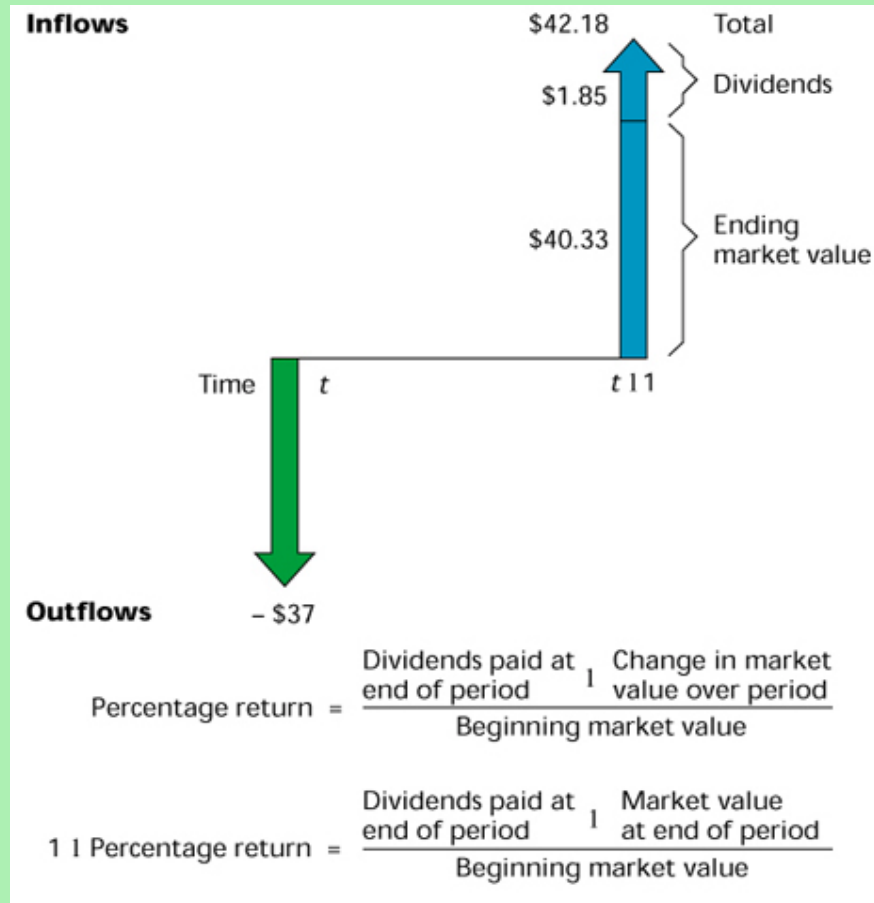 Inflows
$42.18 Total
$1.85 Dividends
$40.33 Ending
market value
Time t t 1 1
Outflows – $37
Dividends paid at 1 Change in market
end of period value over period
Percentage return =
Beginning market value
Dividends paid at 1 Market value
end of period at end of period
1 1 Percentage return =
Beginning market value